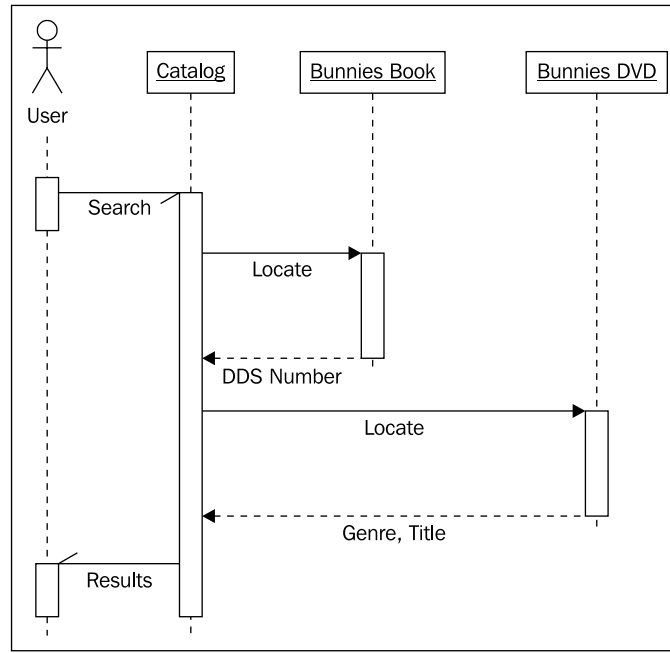 User
Catalog
Bunnies Book
Bunnies DVD
Search
Locate
DDS Number
Locate
Genre, Title
Results